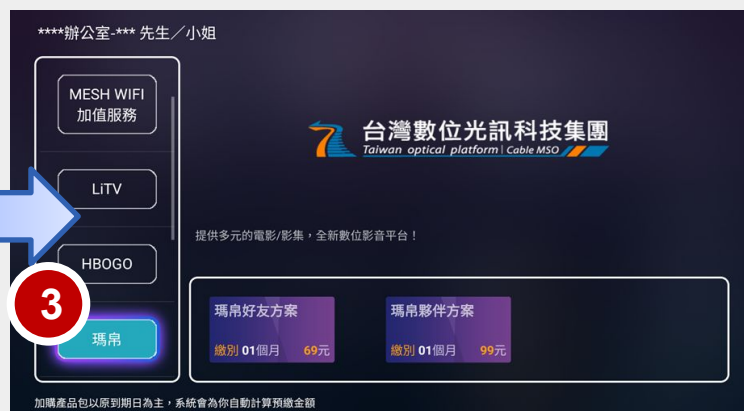 ****辦公室-*** 先生／小姐
MESH WIFI
加值服務
LiTV
HBOGO
3
瑪帛
台灣數位光訊科技集團
Taiwan optical platform | Cable MSO
提供多元的電影/影集，全新數位影音平台！
瑪帛好友方案
繳別 01個月 69元
瑪帛夥伴方案
繳別 01個月 99元
加購產品包以原到期日為主，系統會為你自動計算預繳金額